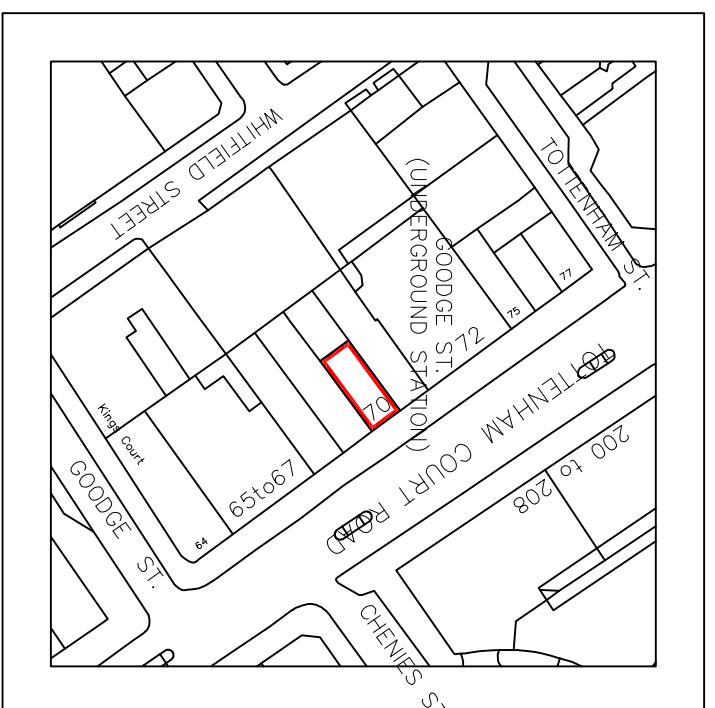 WHITFIELD STREET
TOTTENHAM ST.
GOODGE ST.
(UNDERGROUND STATION)
77
75
72
70
TOTTENHAM COURT ROAD
Kings Court
65to67
64
GOODGE ST.
200 to 208
CHENIES S